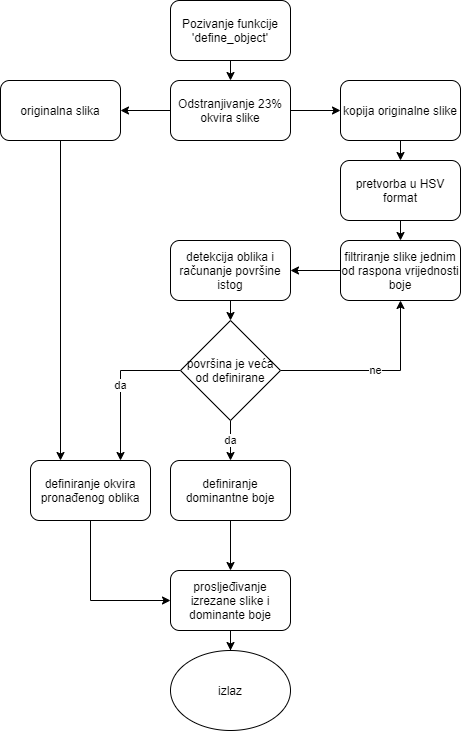 Pozivanje funkcije
'define_object'
originalna slika
Odstranjivanje 23%
okvira slike
kopija originalne slike
pretvorba u HSV
format
filtriranje slike jednim
od raspona vrijednosti
boje
detekcija oblika i
računanje površine
istog
površina je veća
od definirane
ne
da
da
definiranje okvira
pronađenog oblika
definiranje
dominantne boje
prosljeđivanje
izrezane slike i
dominante boje
izlaz